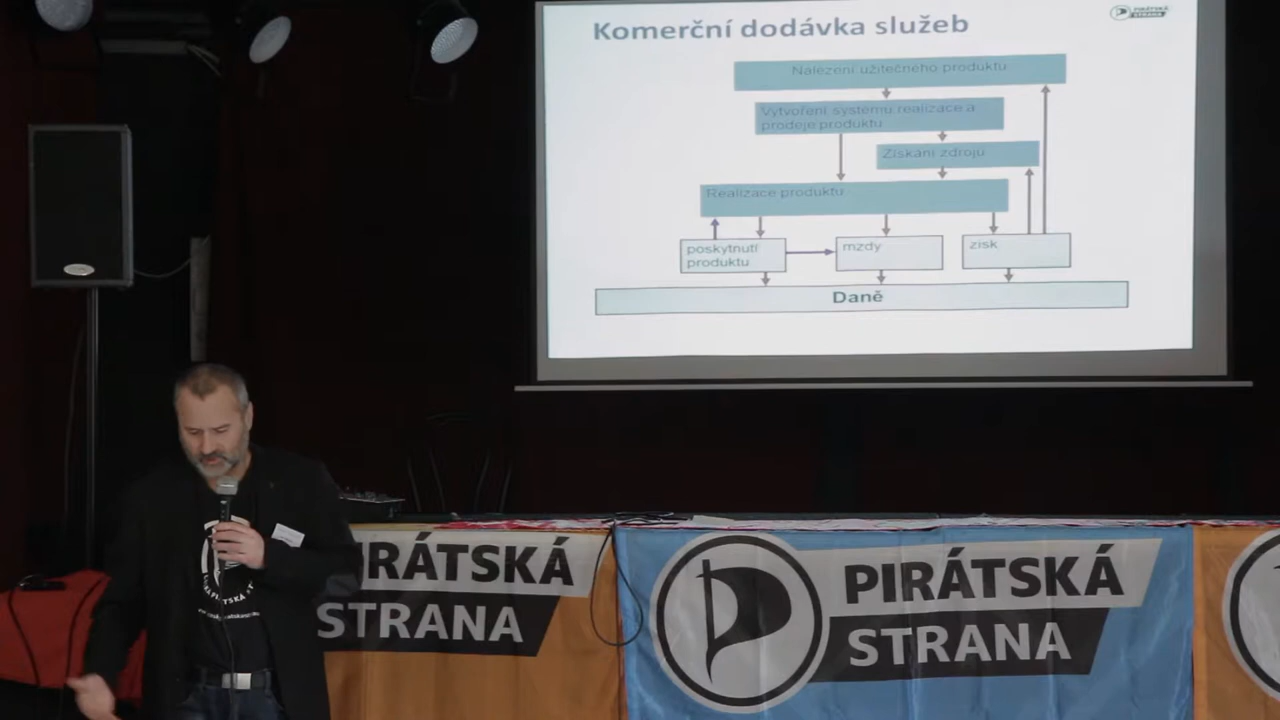 Komerční dodávka služeb
PIRÁTSKÁ
STRANA
Nalezení užitečného produktu
Vytvoření systému realizace a
prodeje produktu
Získání zdrojů
Realizace produktu
poskytnutí
produktu
mzdy
zisk
Daně
PIRÁTSKÁ
STRANA
PIRÁTSKÁ
STRANA